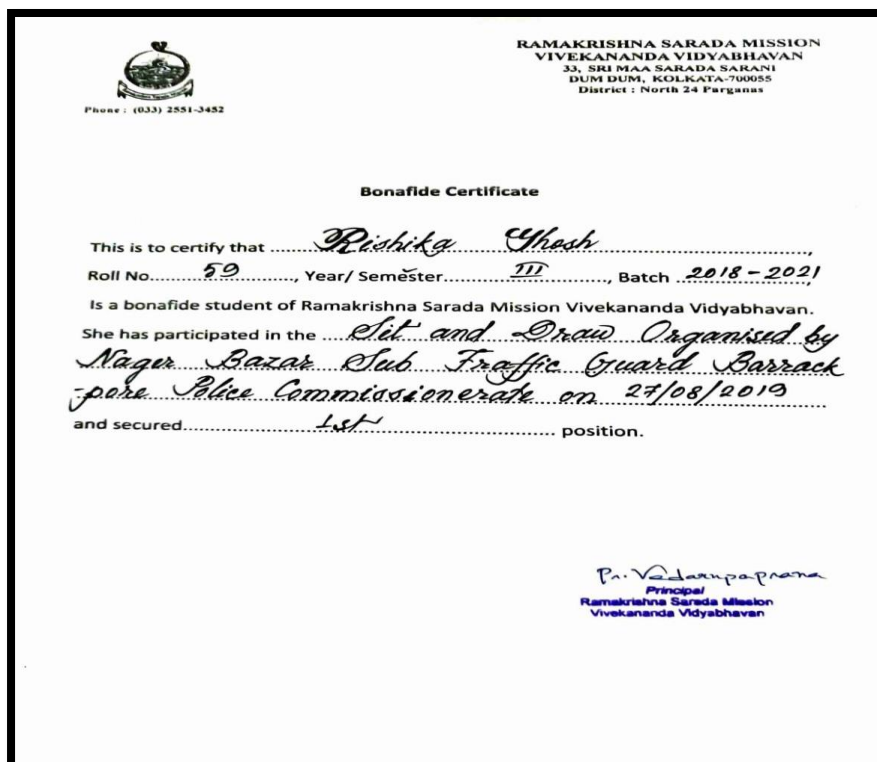 RAMAKRISHNA SARADA MISSION
VIVEKANANDA VIDYABHAVAN
33, SRI MAA SARADA SARANI
DUM DUM, KOLKATA-700055
District : North 24 Parganas
Phone : (033) 2551-3452
Bonafide Certificate
This is to certify that ....Rishika Ghosh....,
Roll No....59...., Year/ Semester....III...., Batch 2018-2021
Is a bonafide student of Ramakrishna Sarada Mission Vivekananda Vidyabhavan.
She has participated in the ....Sit and Draw Organised by
Nager Bazar Sub Traffic Guard Barrack
-pore Police Commissionerate on 27/08/2019
and secured....1st.... position.
Pr. Vedarupaprana
Principal
Ramakrishna Sarada Mission
Vivekananda Vidyabhavan